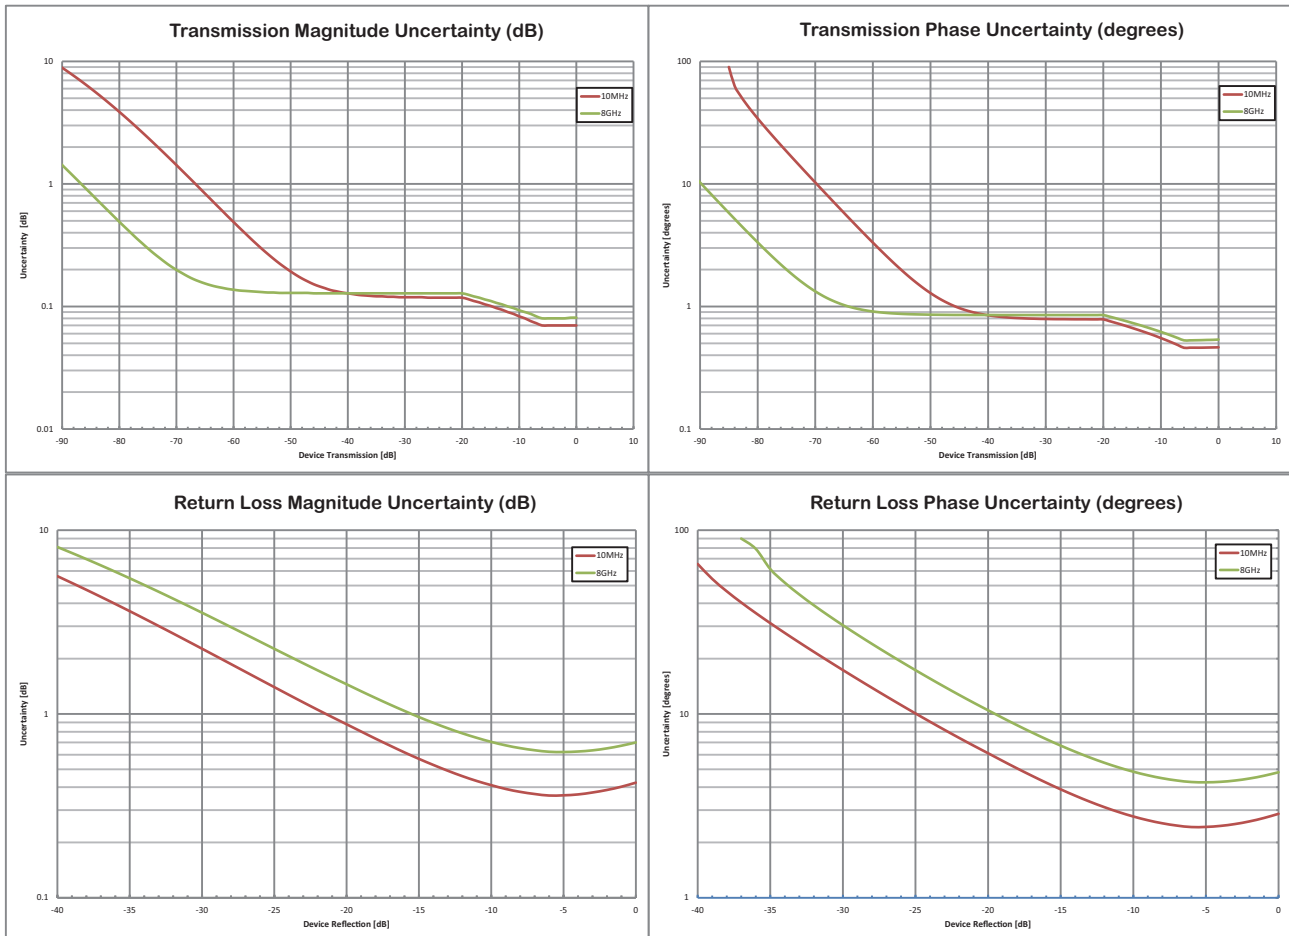 Transmission Magnitude Uncertainty (dB)
10
1
0.1
0.01
Uncertainty [dB]
10MHz
8GHz
-90 -80 -70 -60 -50 -40 -30 -20 -10 0 10
Device Transmission [dB]
Transmission Phase Uncertainty (degrees)
100
10
1
0.1
Uncertainty [degrees]
10MHz
8GHz
-90 -80 -70 -60 -50 -40 -30 -20 -10 0 10
Device Transmission [dB]
Return Loss Magnitude Uncertainty (dB)
10
1
0.1
Uncertainty [dB]
10MHz
8GHz
-40 -35 -30 -25 -20 -15 -10 -5 0
Device Reflection [dB]
Return Loss Phase Uncertainty (degrees)
100
10
1
Uncertainty [degrees]
10MHz
8GHz
-40 -35 -30 -25 -20 -15 -10 -5 0
Device Reflection [dB]